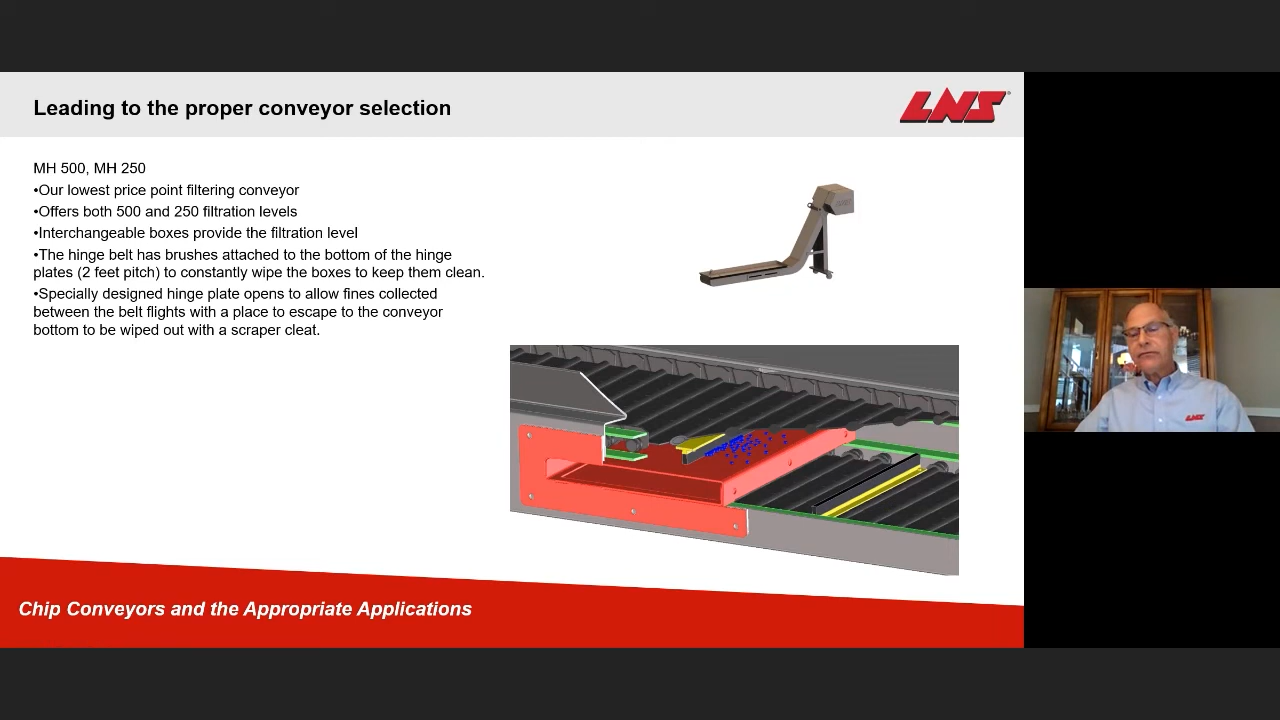 Leading to the proper conveyor selection
LNS
MH 500, MH 250
•Our lowest price point filtering conveyor
•Offers both 500 and 250 filtration levels
•Interchangeable boxes provide the filtration level
•The hinge belt has brushes attached to the bottom of the hinge
plates (2 feet pitch) to constantly wipe the boxes to keep them clean.
•Specially designed hinge plate opens to allow fines collected
between the belt flights with a place to escape to the conveyor
bottom to be wiped out with a scraper cleat.
LNS
Chip Conveyors and the Appropriate Applications